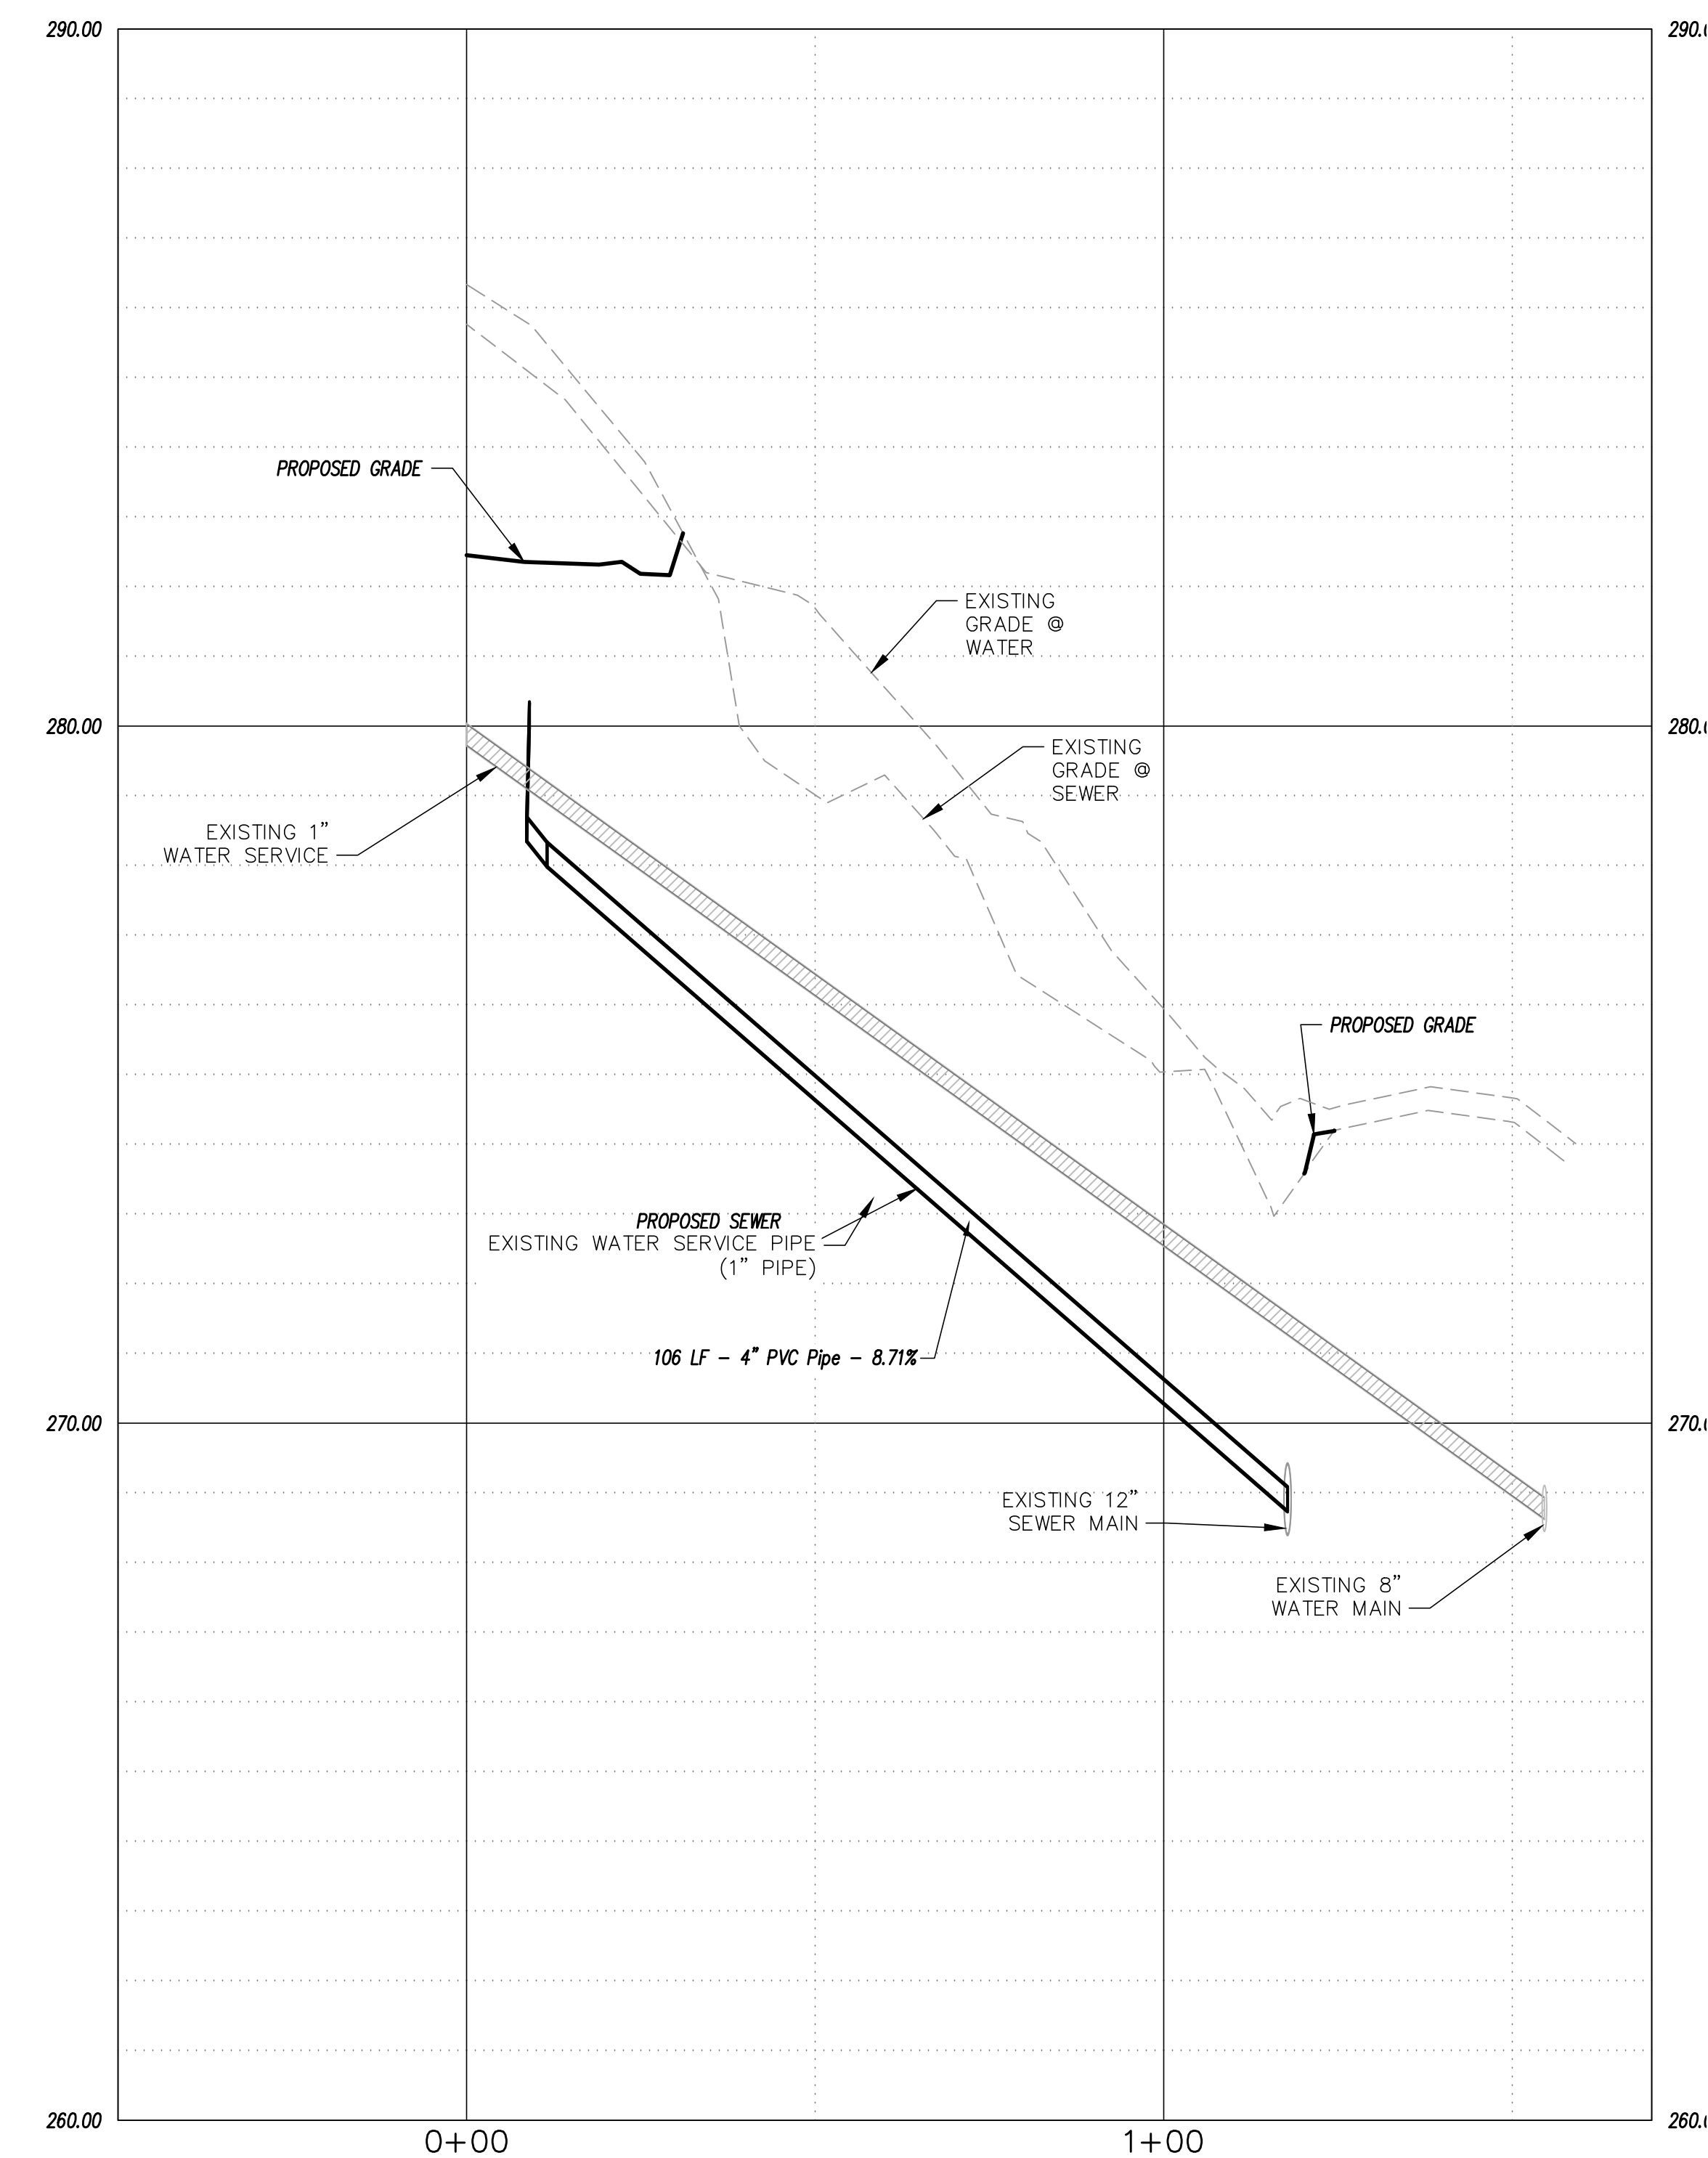 290.00
290.0
PROPOSED GRADE
EXISTING
GRADE @
WATER
280.00
280.0
EXISTING
GRADE @
SEWER
EXISTING 1”
WATER SERVICE
PROPOSED GRADE
PROPOSED SEWER
EXISTING WATER SERVICE PIPE
(1” PIPE)
106 LF - 4” PVC Pipe - 8.71%
270.00
270.0
EXISTING 12”
SEWER MAIN
EXISTING 8”
WATER MAIN
260.00
260.0
0+00
1+00